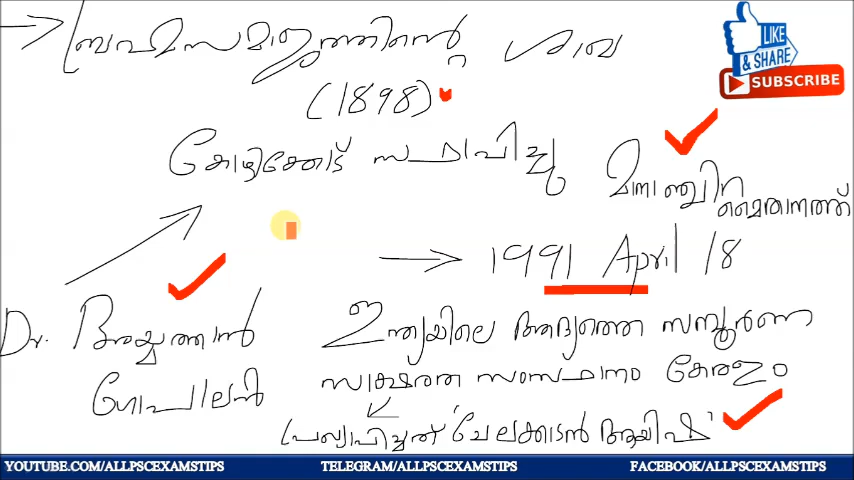 ബ്രഹ്മസമാജത്തിന്റെ ശാഖ
(1898)
കോഴിക്കോട് സ്ഥാപിച്ചു
Dr. അയ്യത്താൻ
ഗോപാലൻ
മാനാഞ്ചിറ
മൈതാനത്ത്
1991 April 18
ഇന്ത്യയിലെ ആദ്യത്തെ സമ്പൂർണ
സാക്ഷരത സംസ്ഥാനം കേരളം
പ്രഖ്യാപിച്ചത് 'ചേലക്കാടൻ ആയിഷ'
LIKE
& SHARE
SUBSCRIBE
YOUTUBE.COM/ALLPSCEXAMSTIPS
TELEGRAM/ALLPSCEXAMSTIPS
FACEBOOK/ALLPSCEXAMSTIPS